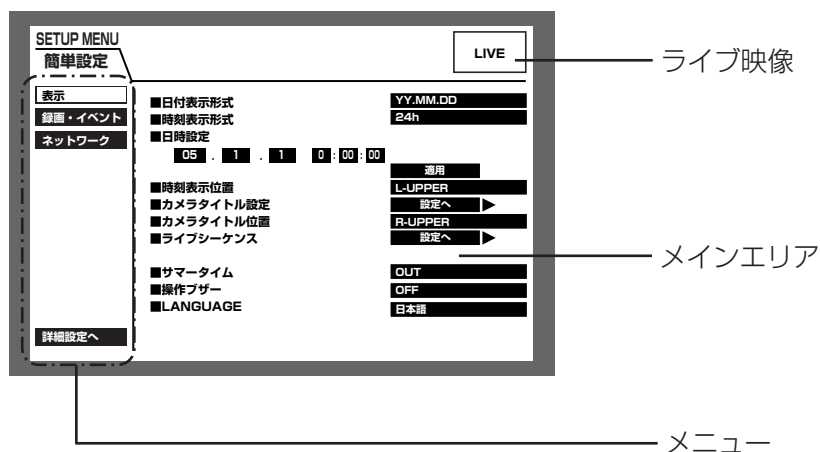 SETUP MENU
簡単設定
LIVE
ライブ映像
表示
録画・イベント
ネットワーク
■日付表示形式 YY.MM.DD
■時刻表示形式 24h
■日時設定
05 . 1 . 1 0 : 00 : 00
適用
■時刻表示位置 L-UPPER
■カメラタイトル設定 設定へ ▶
■カメラタイトル位置 R-UPPER
■ライブシーケンス 設定へ ▶
メインエリア
■サマータイム OUT
■操作ブザー OFF
■LANGUAGE 日本語
詳細設定へ
メニュー